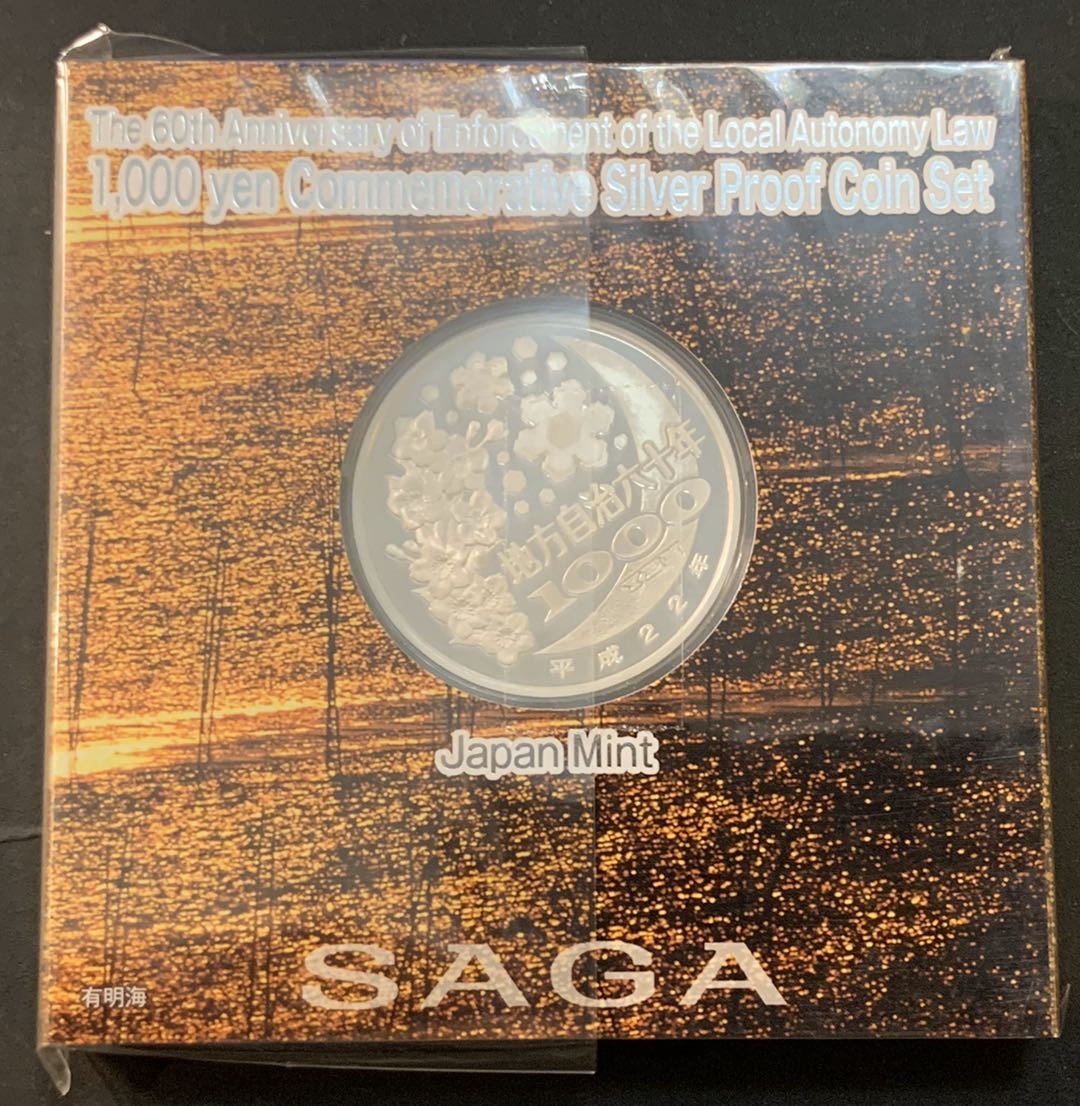 The 60th Anniversary of Enforcement of the Local Autonomy Law
1,000 yen Commemorative Silver Proof Coin Set
地方自治六十年
1000
平成22年
Japan Mint
SAGA
有明海